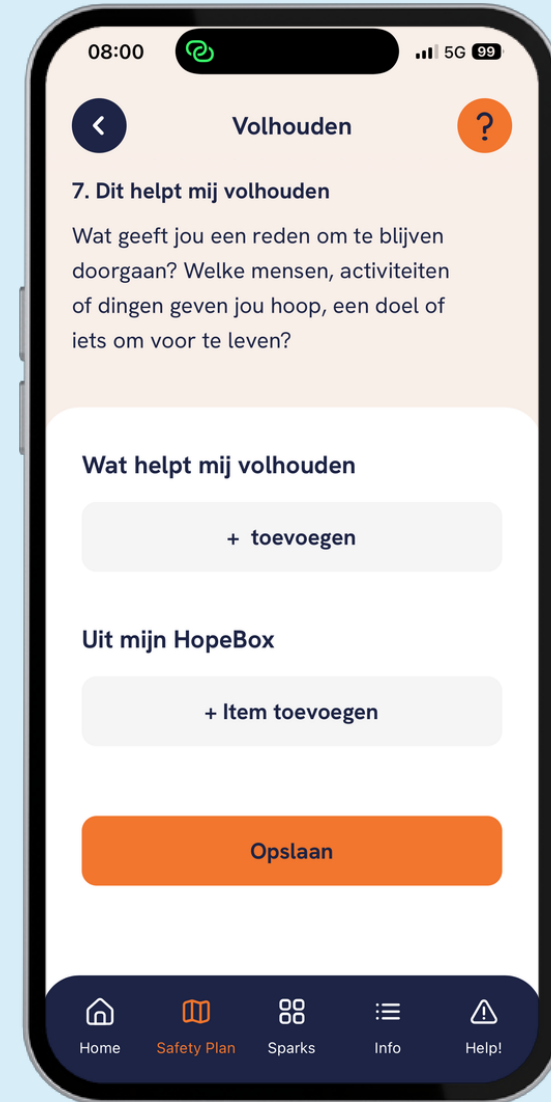 08:00 5G 99
Volhouden ?
7. Dit helpt mij volhouden
Wat geeft jou een reden om te blijven
doorgaan? Welke mensen, activiteiten
of dingen geven jou hoop, een doel of
iets om voor te leven?
Wat helpt mij volhouden
+ toevoegen
Uit mijn HopeBox
+ Item toevoegen
Opslaan
Home Safety Plan Sparks Info Help!